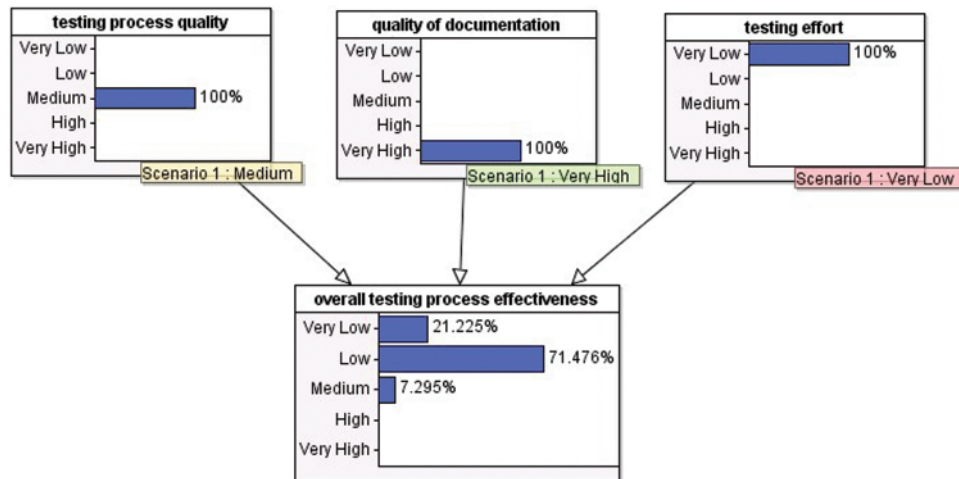 testing process quality
Very Low
Low
Medium
100%
High
Very High
Scenario 1 : Medium
quality of documentation
Very Low
Low
Medium
High
Very High
100%
Scenario 1 : Very High
testing effort
Very Low
100%
Low
Medium
High
Very High
Scenario 1 : Very Low
overall testing process effectiveness
Very Low
21.225%
Low
71.476%
Medium
7.295%
High
Very High